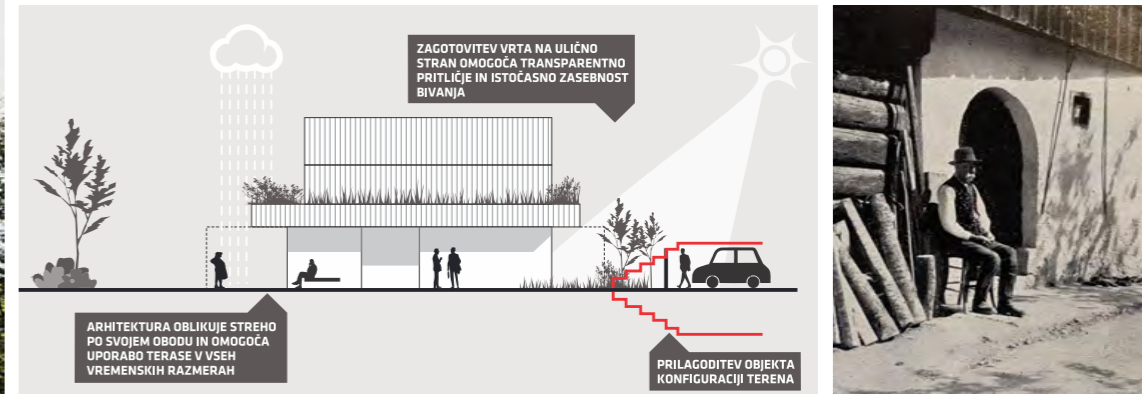 ZAGOTOVITEV VRTA NA ULIČNO
STRAN OMOGOČA TRANSPARENTNO
PRITLIČJE IN ISTOČASNO ZASEBNOST
BIVANJA
ARHITEKTURA OBLIKUJE STREHO
PO SVOJEM OBODU IN OMOGOČA
UPORABO TERASE V VSEH
VREMENSKIH RAZMERAH
PRILAGODITEV OBJEKTA
KONFIGURACIJI TERENA